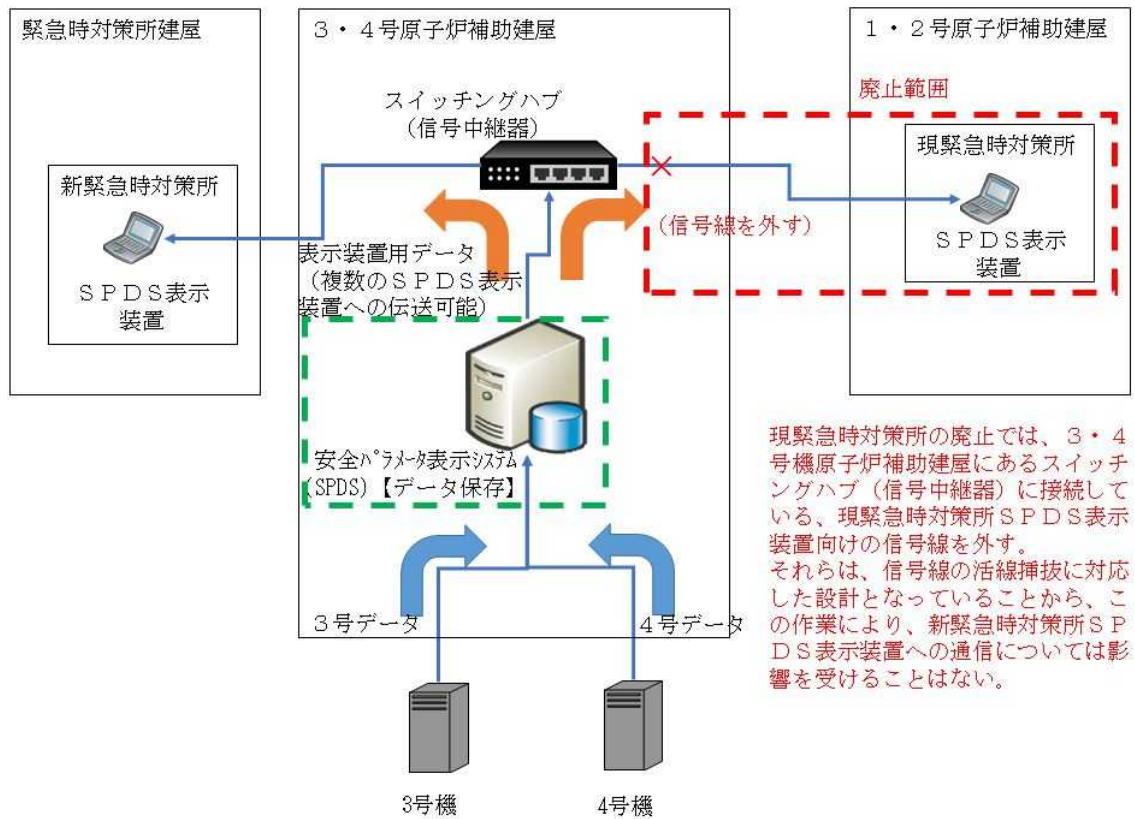 緊急時対策所建屋
３・４号原子炉補助建屋
１・２号原子炉補助建屋
スイッチングハブ
（信号中継器）
廃止範囲
新緊急時対策所
現緊急時対策所
（信号線を外す）
ＳＰＤＳ表示
装置
ＳＰＤＳ表示
装置
表示装置用データ
（複数のＳＰＤＳ表示
装置への伝送可能）
安全ﾊﾟﾗﾒｰﾀ表示ｼｽﾃﾑ
(SPDS)【データ保存】
現緊急時対策所の廃止では、３・４
号機原子炉補助建屋にあるスイッチ
ングハブ（信号中継器）に接続して
いる、現緊急時対策所ＳＰＤＳ表示
装置向けの信号線を外す。
それらは、信号線の活線挿抜に対応
した設計となっていることから、こ
の作業により、新緊急時対策所ＳＰ
ＤＳ表示装置への通信については影
響を受けることはない。
３号データ
４号データ
3号機
4号機